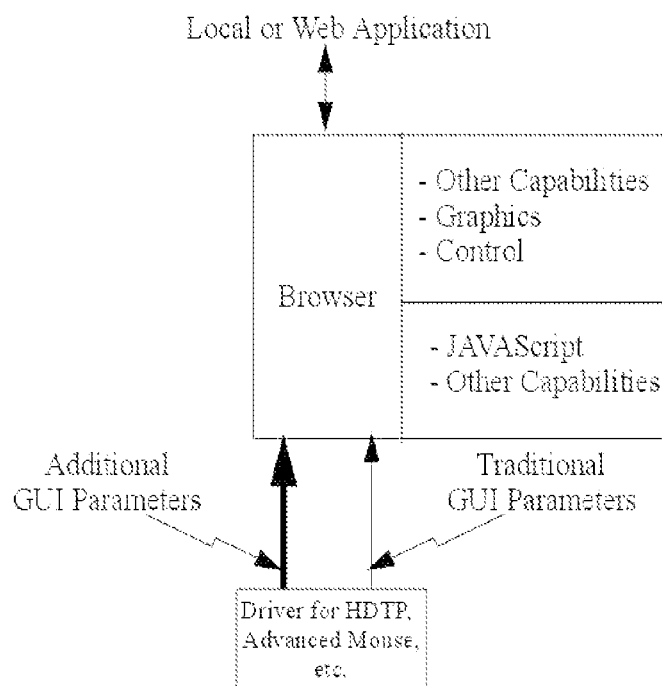 Local or Web Application
- Other Capabilities
- Graphics
- Control
Browser
- JAVAScript
- Other Capabilities
Additional
GUI Parameters
Traditional
GUI Parameters
Driver for HDTP,
Advanced Mouse,
etc.